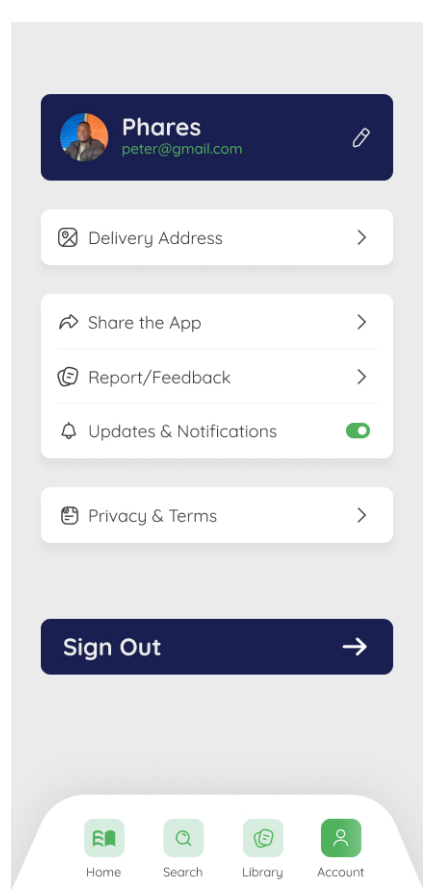 Phares
peter@gmail.com
Delivery Address
Share the App
Report/Feedback
Updates & Notifications
Privacy & Terms
Sign Out
Home Search Library Account